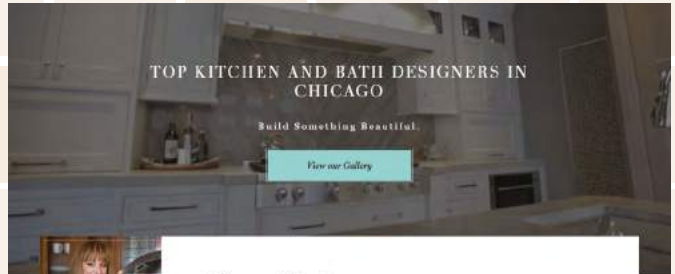 TOP KITCHEN AND BATH DESIGNERS IN
CHICAGO
Build Something Beautiful.
View our Gallery